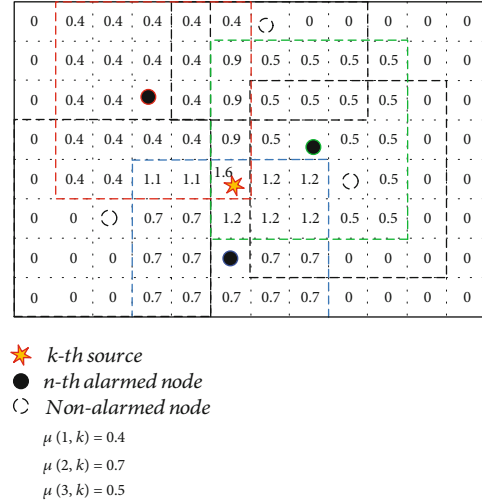 0 0.4 0.4 0.4 0.4 0.4 0 0 0 0 0
0 0.4 0.4 0.4 0.4 0.9 0.5 0.5 0.5 0.5 0 0
0 0.4 0.4 0.4 0.9 0.5 0.5 0.5 0.5 0 0
0 0.4 0.4 0.4 0.4 0.9 0.5 0.5 0.5 0 0
0 0.4 0.4 1.1 1.1 1.6 1.2 1.2 0.5 0 0
0 0 0.7 0.7 1.2 1.2 1.2 0.5 0.5 0 0
0 0 0 0.7 0.7 0.7 0.7 0 0 0 0
0 0 0 0.7 0.7 0.7 0.7 0.7 0 0 0 0
k-th source
n-th alarmed node
Non-alarmed node
μ (1, k) = 0.4
μ (2, k) = 0.7
μ (3, k) = 0.5